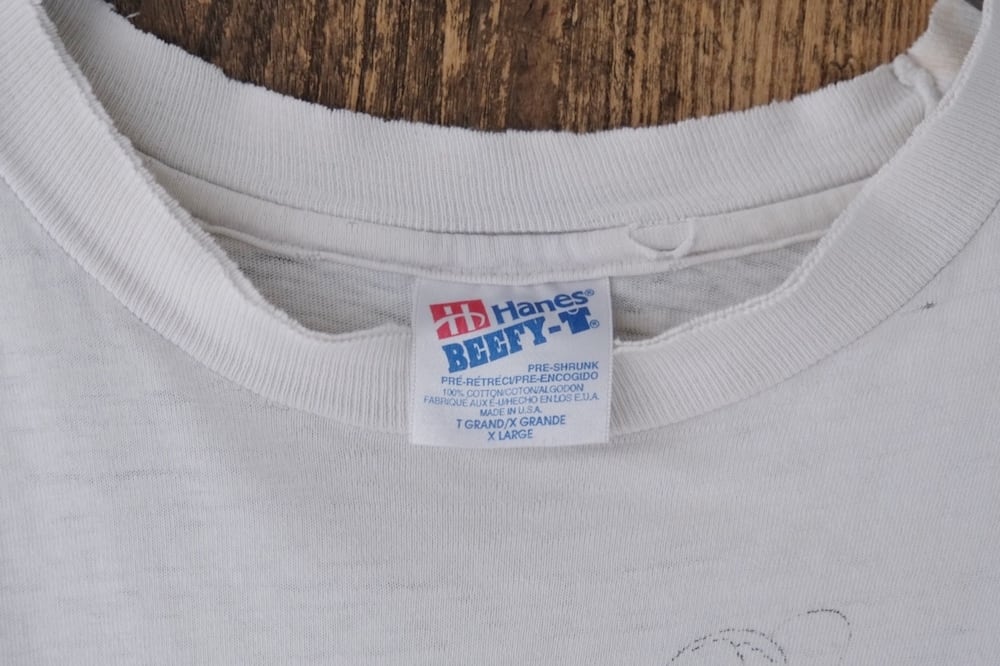 Hanes®
BEEFY-T®
PRE-SHRUNK
PRÉ-RÉTRÉCI/PRE-ENCOGIDO
100% COTTON/COTON/ALGODON
FABRIQUE AUX É-U/HECHO EN LOS E.U.A.
MADE IN U.S.A.
T GRAND/X GRANDE
X LARGE